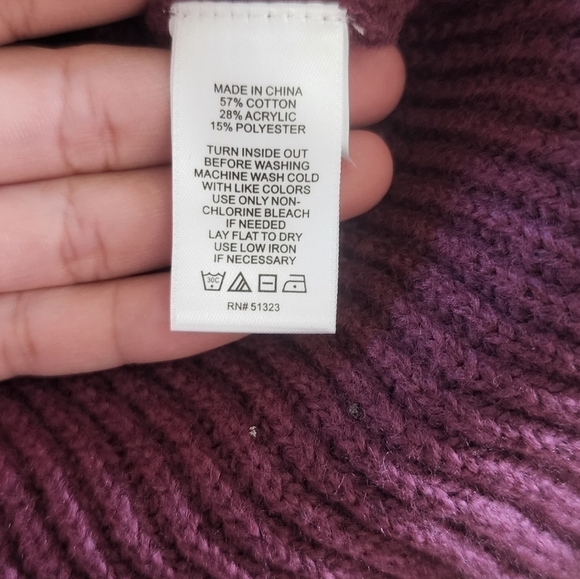 MADE IN CHINA
57% COTTON
28% ACRYLIC
15% POLYESTER
TURN INSIDE OUT
BEFORE WASHING
MACHINE WASH COLD
WITH LIKE COLORS
USE ONLY NON-
CHLORINE BLEACH
IF NEEDED
LAY FLAT TO DRY
USE LOW IRON
IF NECESSARY
30C
RN# 51323